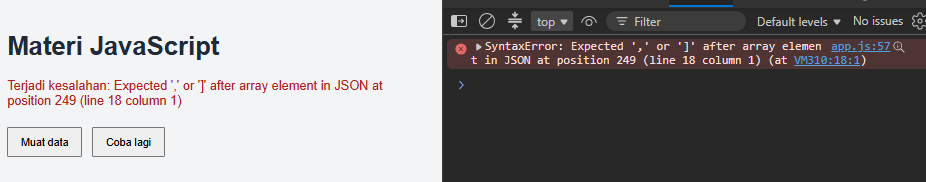 Materi JavaScript
Terjadi kesalahan: Expected ',' or ']' after array element in JSON at
position 249 (line 18 column 1)
Muat data
Coba lagi
top
Filter
Default levels
No issues
SyntaxError: Expected ',' or ']' after array elemen app.js:57
t in JSON at position 249 (line 18 column 1) (at VM310:18:1)